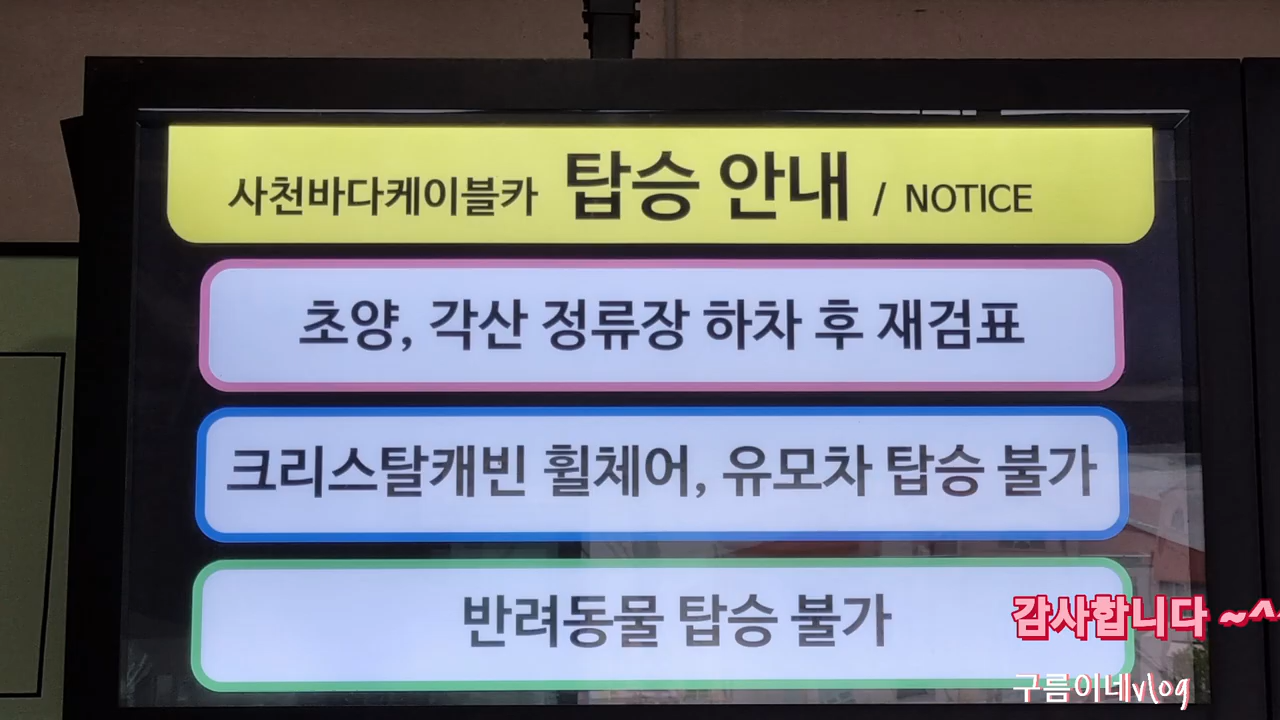 사천바다케이블카 탑승 안내 / NOTICE
초양, 각산 정류장 하차 후 재검표
크리스탈캐빈 휠체어, 유모차 탑승 불가
반려동물 탑승 불가
감사합니다 ~^^
구름이네vlog